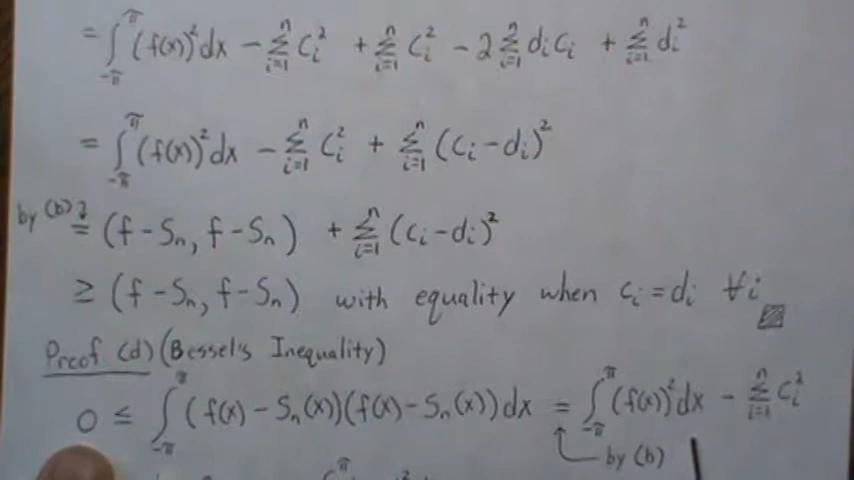 = ∫_{-π}^{π} (f(x))² dx − Σ_{i=1}^{n} c_i² + Σ_{i=1}^{n} c_i² − 2 Σ_{i=1}^{n} d_i c_i + Σ_{i=1}^{n} d_i²
= ∫_{-π}^{π} (f(x))² dx − Σ_{i=1}^{n} c_i² + Σ_{i=1}^{n} (c_i − d_i)²
by (b) = (f − S_n, f − S_n) + Σ_{i=1}^{n} (c_i − d_i)²
≥ (f − S_n, f − S_n) with equality when c_i = d_i ∀i
Proof (d) (Bessel's Inequality)
0 ≤ ∫_{-π}^{π} (f(x) − S_n(x))(f(x) − S_n(x)) dx = ∫_{-π}^{π} (f(x))² dx − Σ_{i=1}^{n} c_i²
by (b)